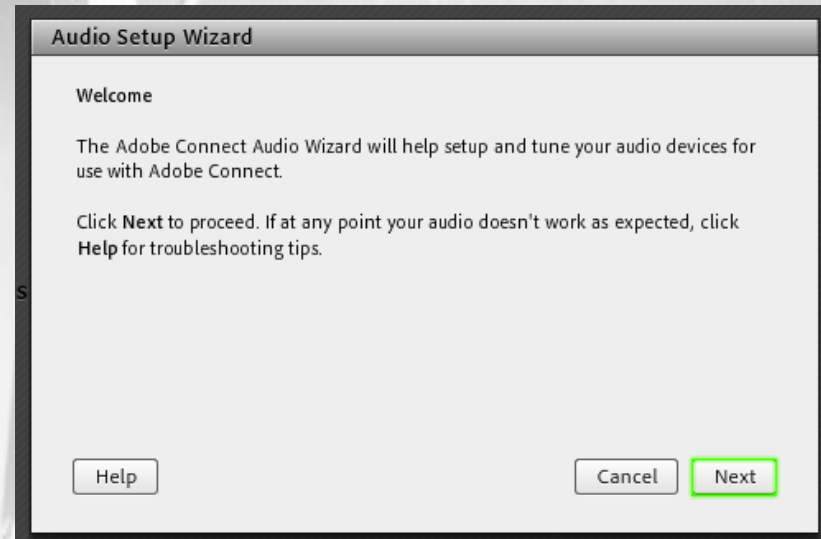 Audio Setup Wizard
Welcome
The Adobe Connect Audio Wizard will help setup and tune your audio devices for
use with Adobe Connect.
Click Next to proceed. If at any point your audio doesn't work as expected, click
Help for troubleshooting tips.
s
Help
Cancel
Next